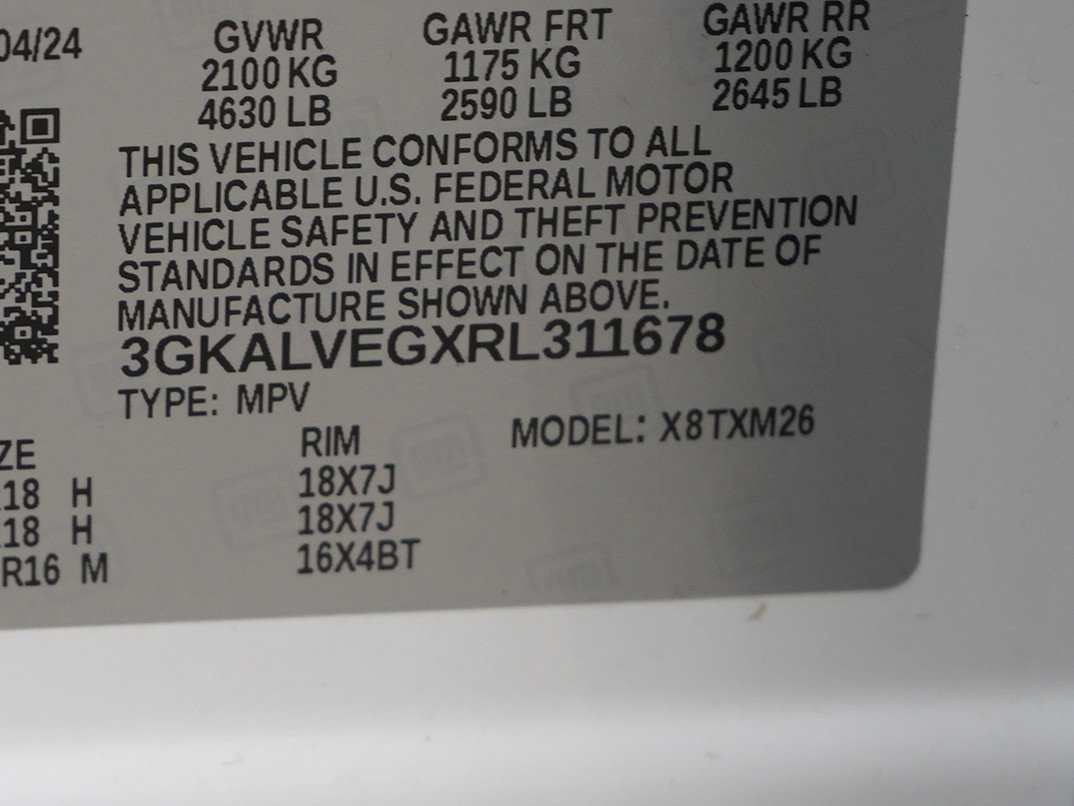 04/24 GVWR GAWR FRT GAWR RR
2100 KG 1175 KG 1200 KG
4630 LB 2590 LB 2645 LB
THIS VEHICLE CONFORMS TO ALL
APPLICABLE U.S. FEDERAL MOTOR
VEHICLE SAFETY AND THEFT PREVENTION
STANDARDS IN EFFECT ON THE DATE OF
MANUFACTURE SHOWN ABOVE.
3GKALVEGXRL311678
TYPE: MPV
ZE RIM MODEL: X8TXM26
18 H 18X7J
18 H 18X7J
R16 M 16X4BT